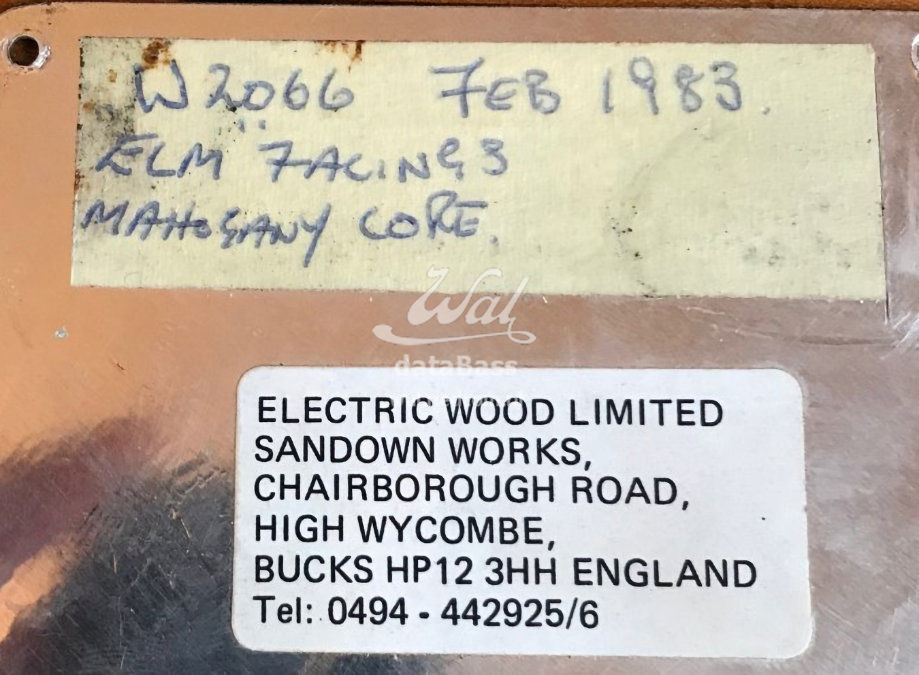 W2066 FEB 1983.
ELM FACINGS
MAHOGANY CORE.
Wal
dataBass
ELECTRIC WOOD LIMITED
SANDOWN WORKS,
CHAIRBOROUGH ROAD,
HIGH WYCOMBE,
BUCKS HP12 3HH ENGLAND
Tel: 0494 - 442925/6